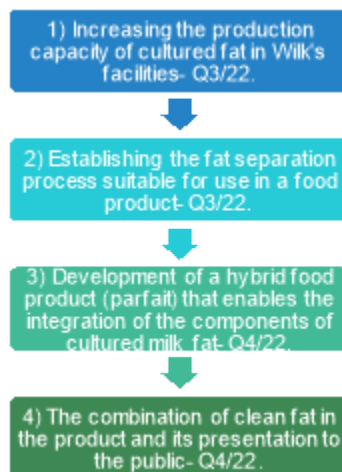 1) Increasing the production
capacity of cultured fat in Wilk's
facilities- Q3/22.
2) Establishing the fat separation
process suitable for use in a food
product- Q3/22.
3) Development of a hybrid food
product (parfait) that enables the
integration of the components of
cultured milk fat- Q4/22.
4) The combination of clean fat in
the product and its presentation to
the public- Q4/22.